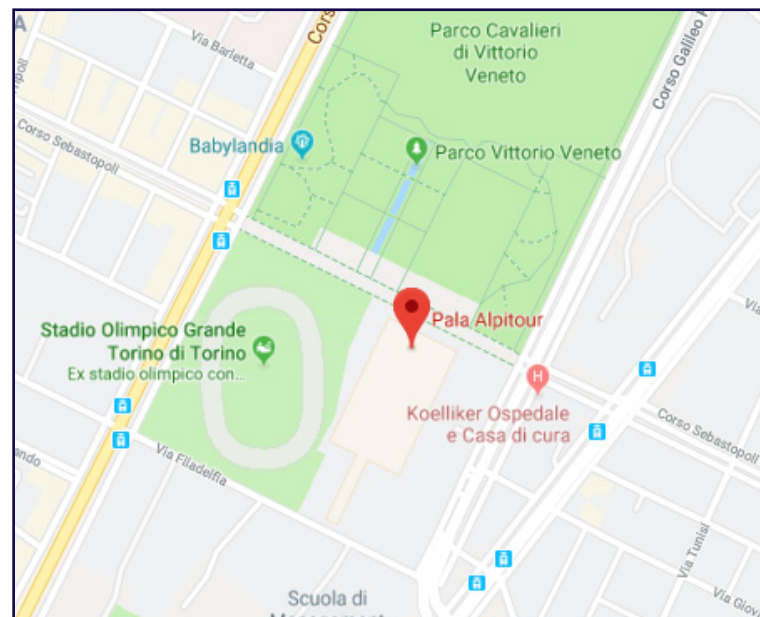 A
Via Barletta
Corso
Parco Cavalieri
di Vittorio
Veneto
Corso Galileo
Corso Sebastopoli
Babylandia
Parco Vittorio Veneto
Pala Alpitour
Stadio Olimpico Grande
Torino di Torino
Ex stadio olimpico con...
H
Koelliker Ospedale
e Casa di cura
Corso Sebastopoli
Via Filadelfia
Via Tunisi
Scuola di
Via